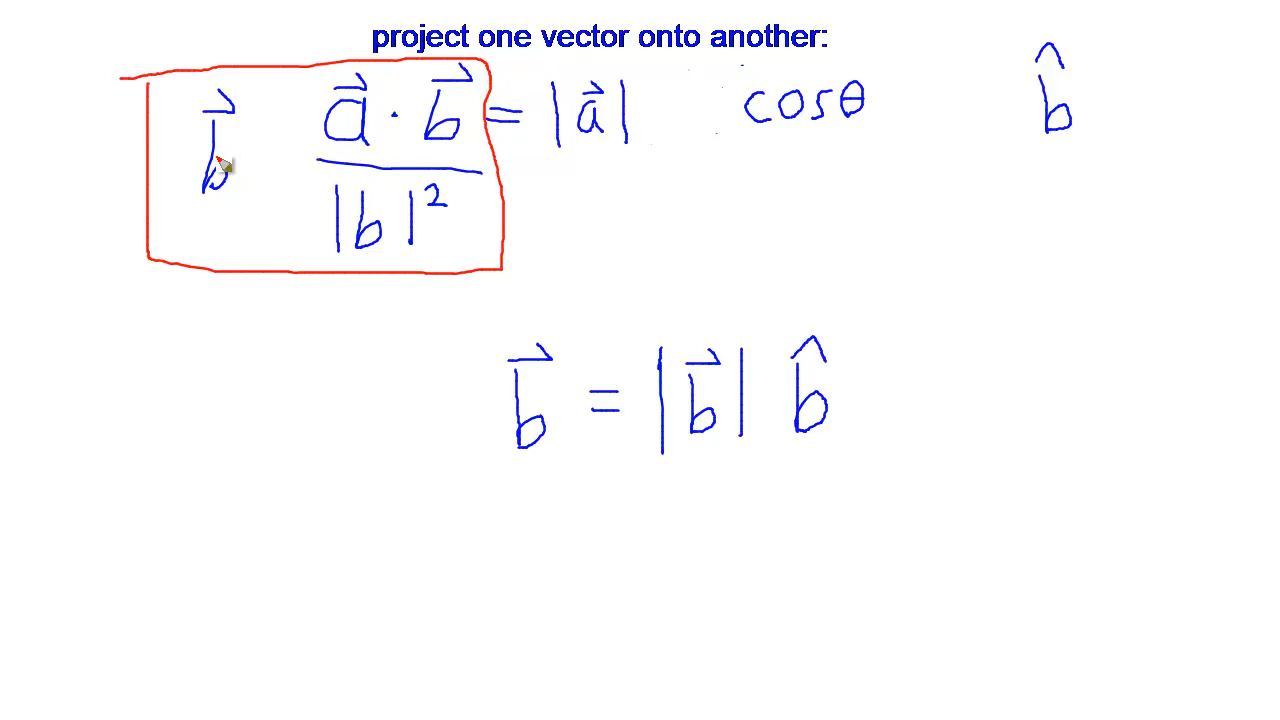 project one vector onto another:
b⃗ (a⃗ · b⃗)/|b|² = |a⃗| cosθ b̂
b⃗ = |b⃗| b̂